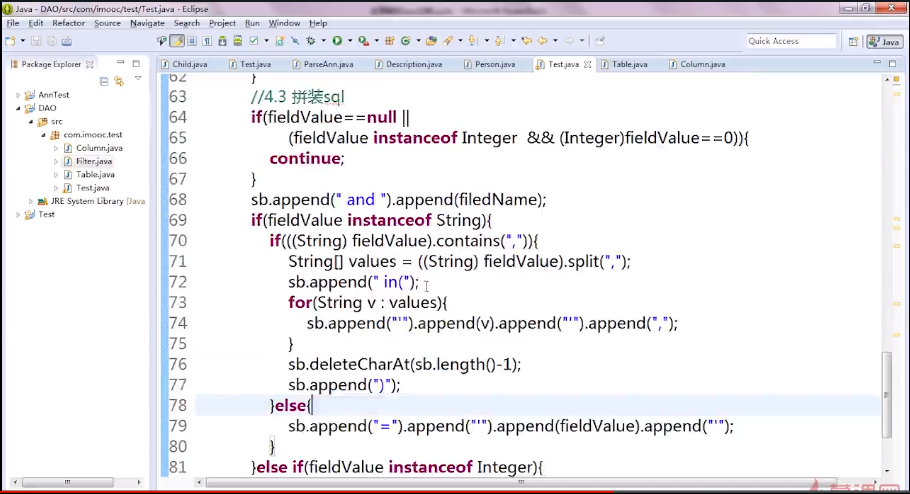 Java - DAO/src/com/imooc/test/Test.java - Eclipse
File Edit Refactor Source Navigate Search Project Run Window Help
Quick Access
Java
Package Explorer
Child.java Test.java ParseAnn.java Description.java Person.java Test.java Table.java Column.java
AnnTest
DAO
src
com.imooc.test
Column.java
Filter.java
Table.java
Test.java
JRE System Library [JavaS
Test
62 }
63 //4.3 拼装sql
64 if(fieldValue==null ||
65 (fieldValue instanceof Integer && (Integer)fieldValue==0)){
66 continue;
67 }
68 sb.append(" and ").append(filedName);
69 if(fieldValue instanceof String){
70 if(((String) fieldValue).contains(",")){
71 String[] values = ((String) fieldValue).split(",");
72 sb.append(" in(");
73 for(String v : values){
74 sb.append("'").append(v).append("'").append(",");
75 }
76 sb.deleteCharAt(sb.length()-1);
77 sb.append(")");
78 }else{
79 sb.append("=").append("'").append(fieldValue).append("'");
80 }
81 }else if(fieldValue instanceof Integer){